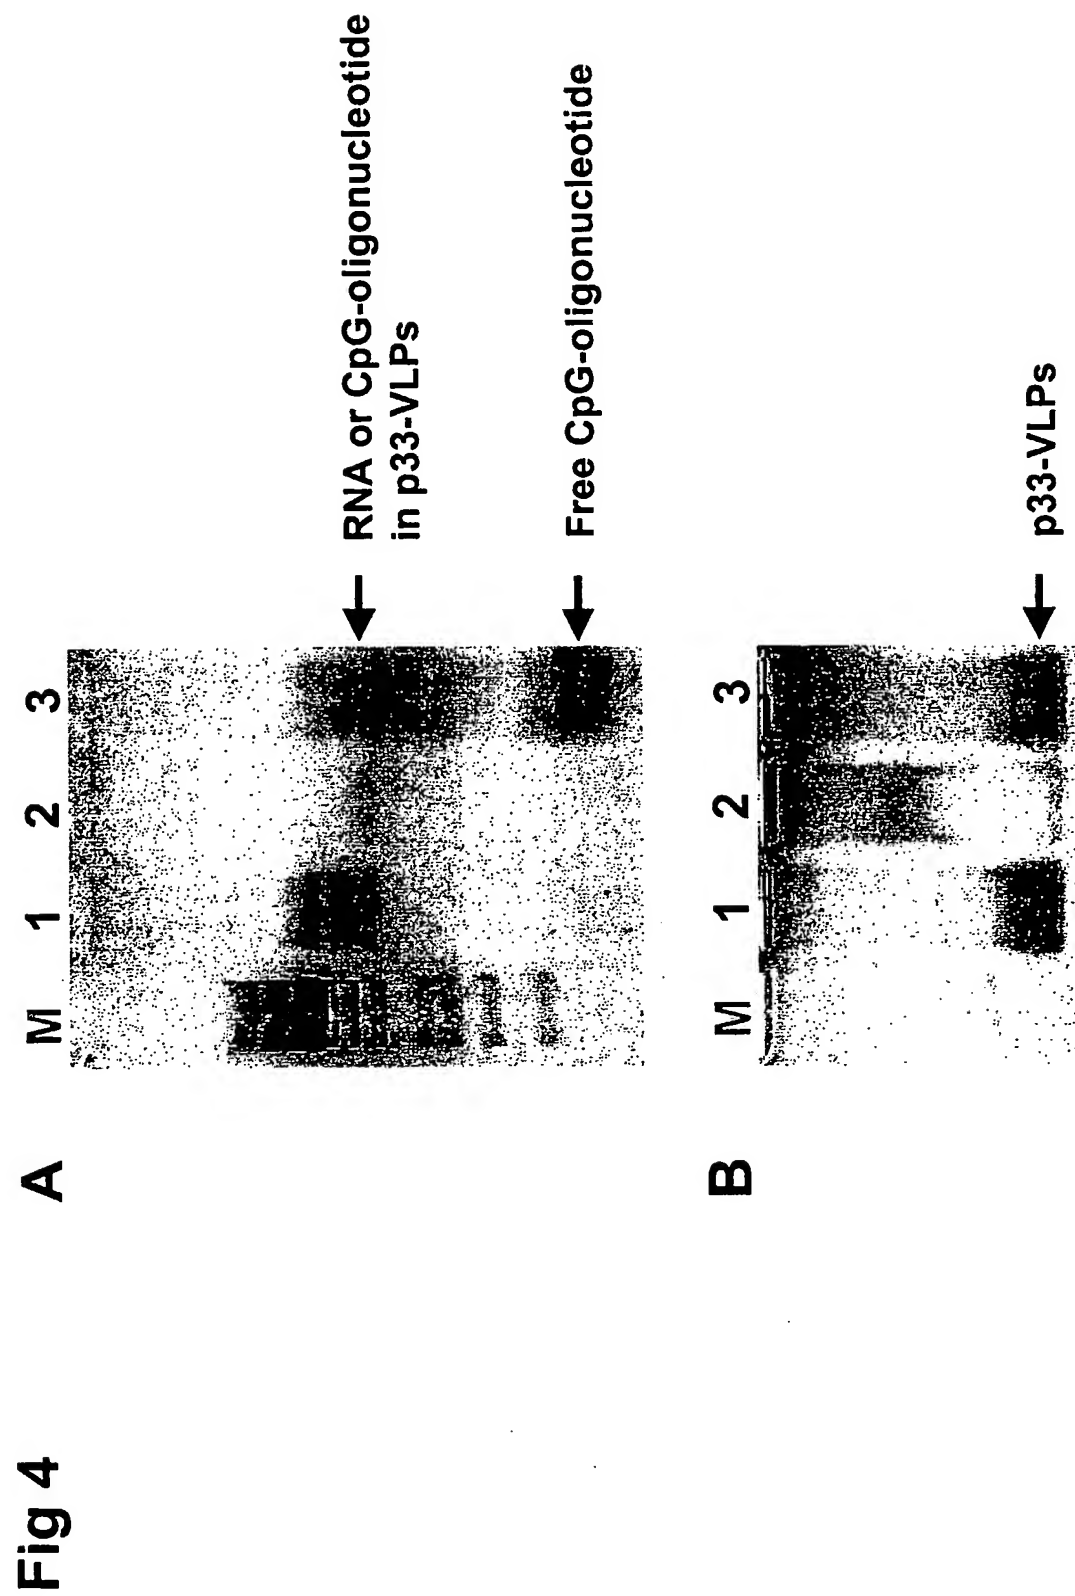 Fig 4
A
M 1 2 3
RNA or CpG-oligonucleotide
in p33-VLPs
Free CpG-oligonucleotide
B
M 1 2 3
p33-VLPs